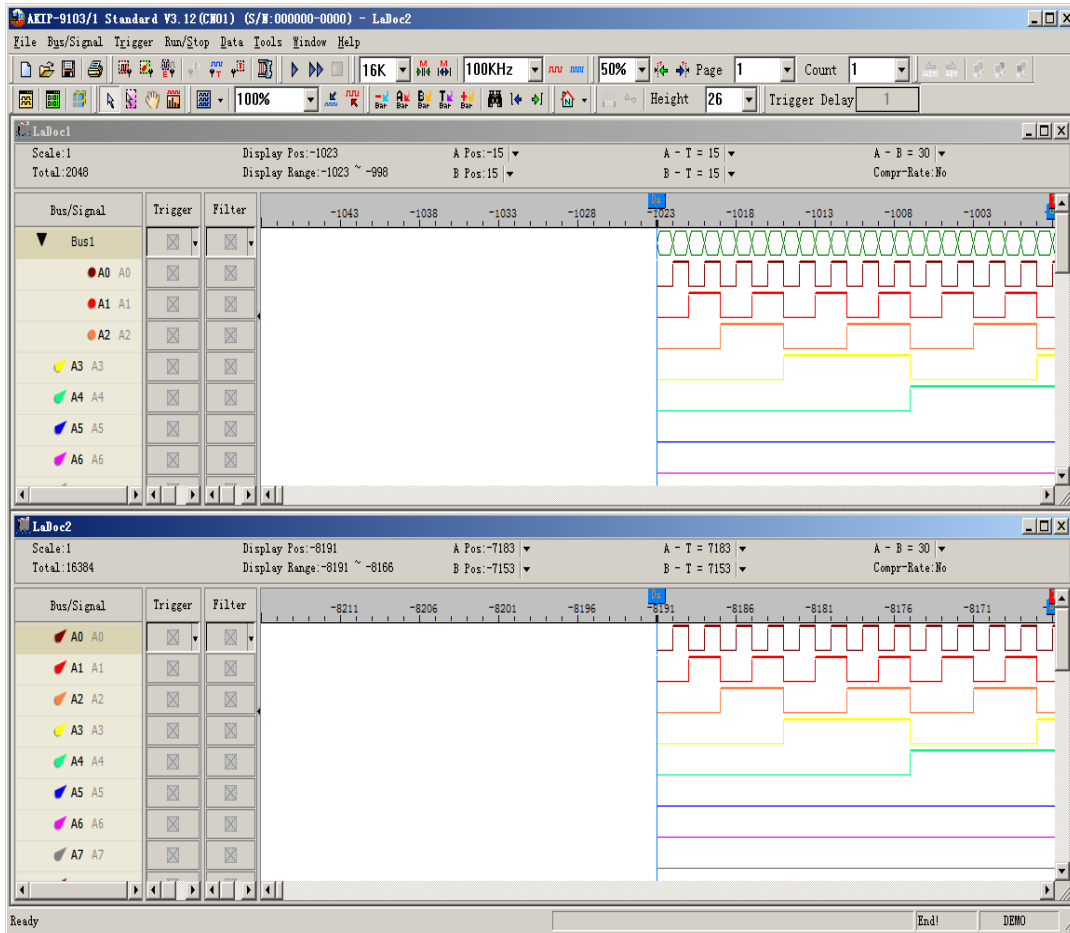 AKIP-9103/1 Standard V3.12(CN01) (S/N:000000-0000) - LaDoc2
File Bus/Signal Trigger Run/Stop Data Tools Window Help
16K 100KHz 50% Page 1 Count 1
100% Bar Bar Bar Bar Bar Height 26 Trigger Delay 1
LaDoc1
Scale:1 Display Pos:-1023 A Pos:-15 A - T = 15 A - B = 30
Total:2048 Display Range:-1023 ~ -998 B Pos:15 B - T = 15 Compr-Rate:No
Bus/Signal Trigger Filter -1043 -1038 -1033 -1028 -1023 -1018 -1013 -1008 -1003
Ds
Bus1
A0 A0
A1 A1
A2 A2
A3 A3
A4 A4
A5 A5
A6 A6
LaDoc2
Scale:1 Display Pos:-8191 A Pos:-7183 A - T = 7183 A - B = 30
Total:16384 Display Range:-8191 ~ -8166 B Pos:-7153 B - T = 7153 Compr-Rate:No
Bus/Signal Trigger Filter -8211 -8206 -8201 -8196 -8191 -8186 -8181 -8176 -8171
Ds
A0 A0
A1 A1
A2 A2
A3 A3
A4 A4
A5 A5
A6 A6
A7 A7
Ready End! DEMO